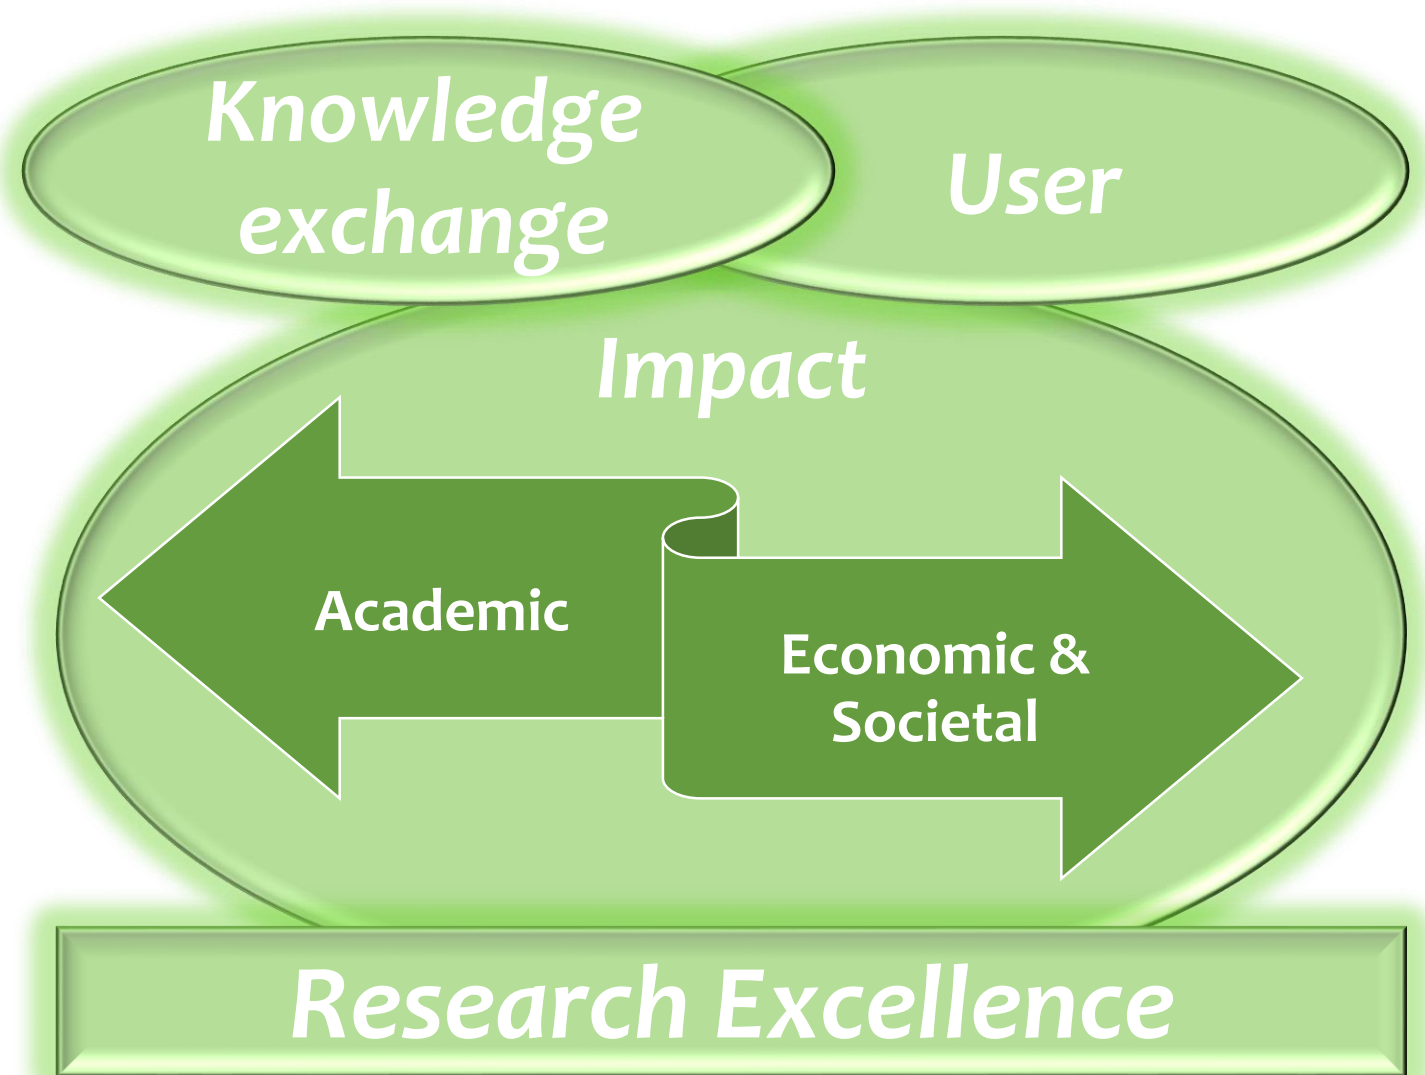 Knowledge
exchange
User
Impact
Academic
Economic &
Societal
Research Excellence